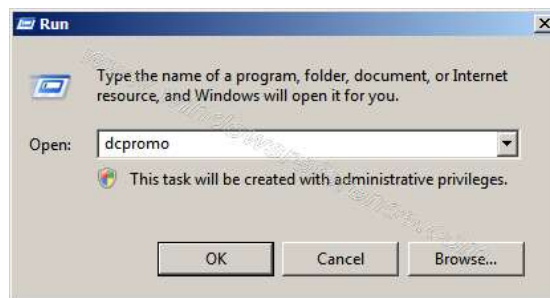 Run
Type the name of a program, folder, document, or Internet
resource, and Windows will open it for you.
Open:
dcpromo
This task will be created with administrative privileges.
OK
Cancel
Browse...